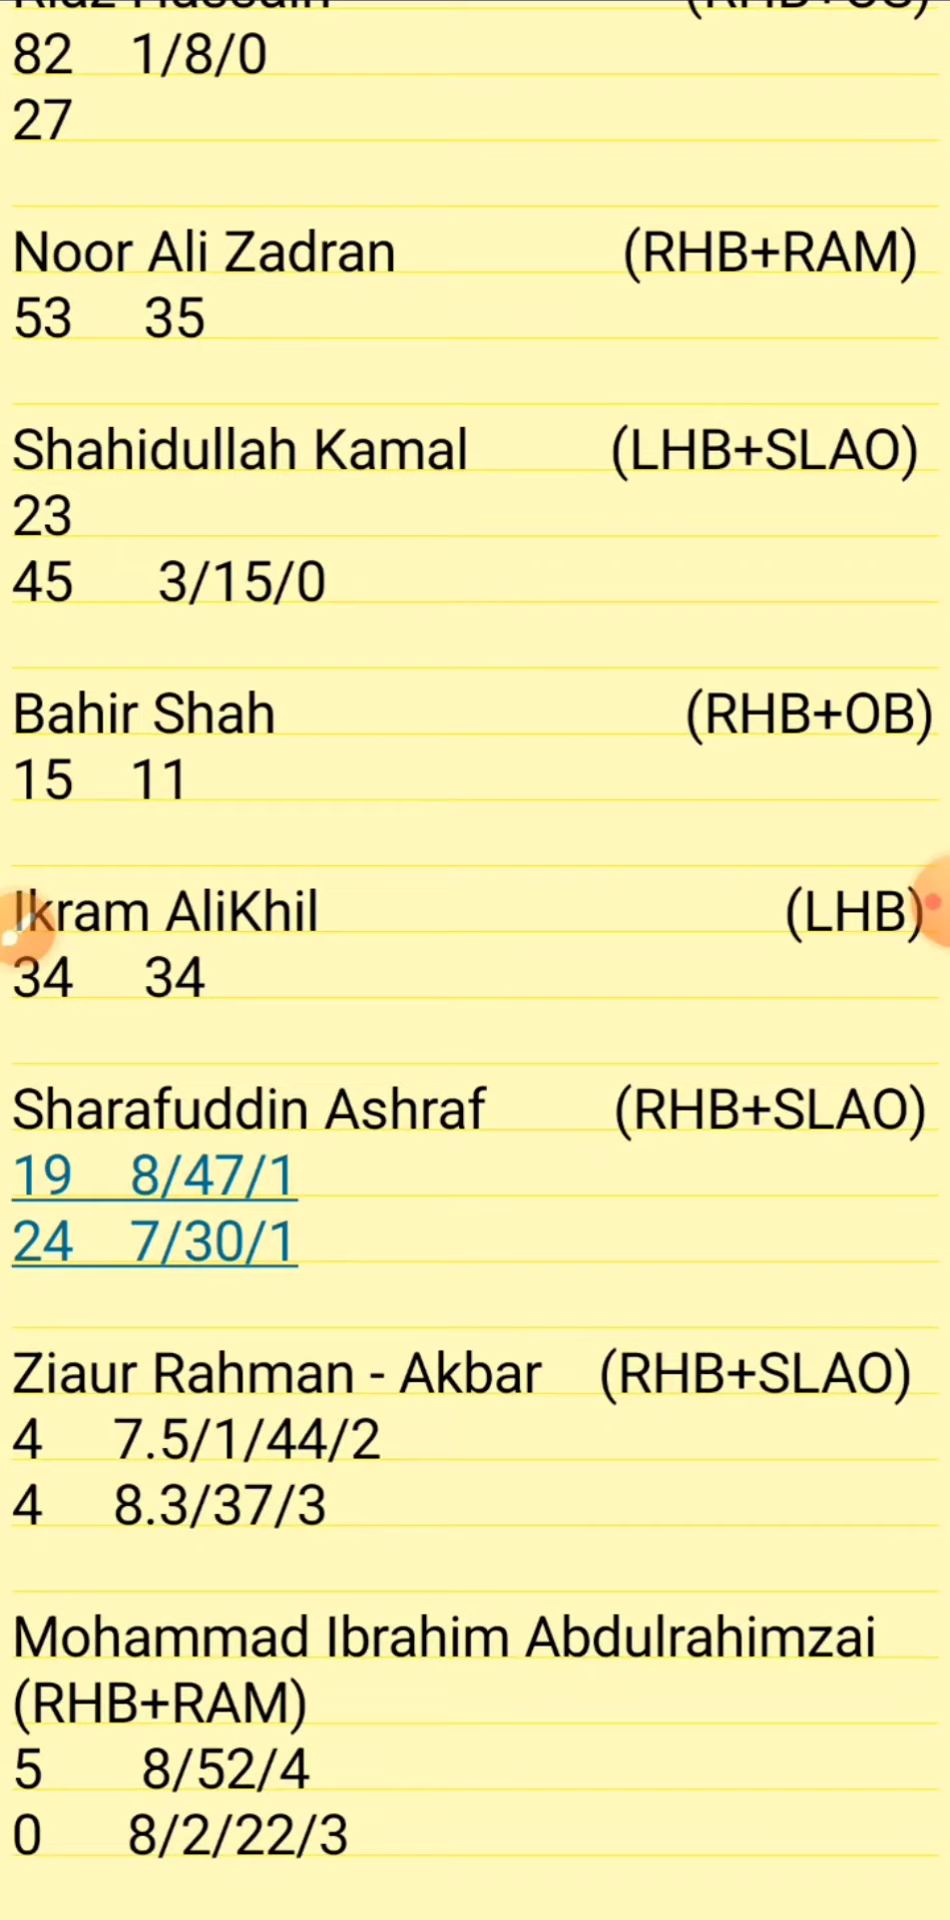 82 1/8/0
27
Noor Ali Zadran (RHB+RAM)
53 35
Shahidullah Kamal (LHB+SLAO)
23
45 3/15/0
Bahir Shah (RHB+OB)
15 11
Ikram AliKhil (LHB)
34 34
Sharafuddin Ashraf (RHB+SLAO)
19 8/47/1
24 7/30/1
Ziaur Rahman - Akbar (RHB+SLAO)
4 7.5/1/44/2
4 8.3/37/3
Mohammad Ibrahim Abdulrahimzai
(RHB+RAM)
5 8/52/4
0 8/2/22/3